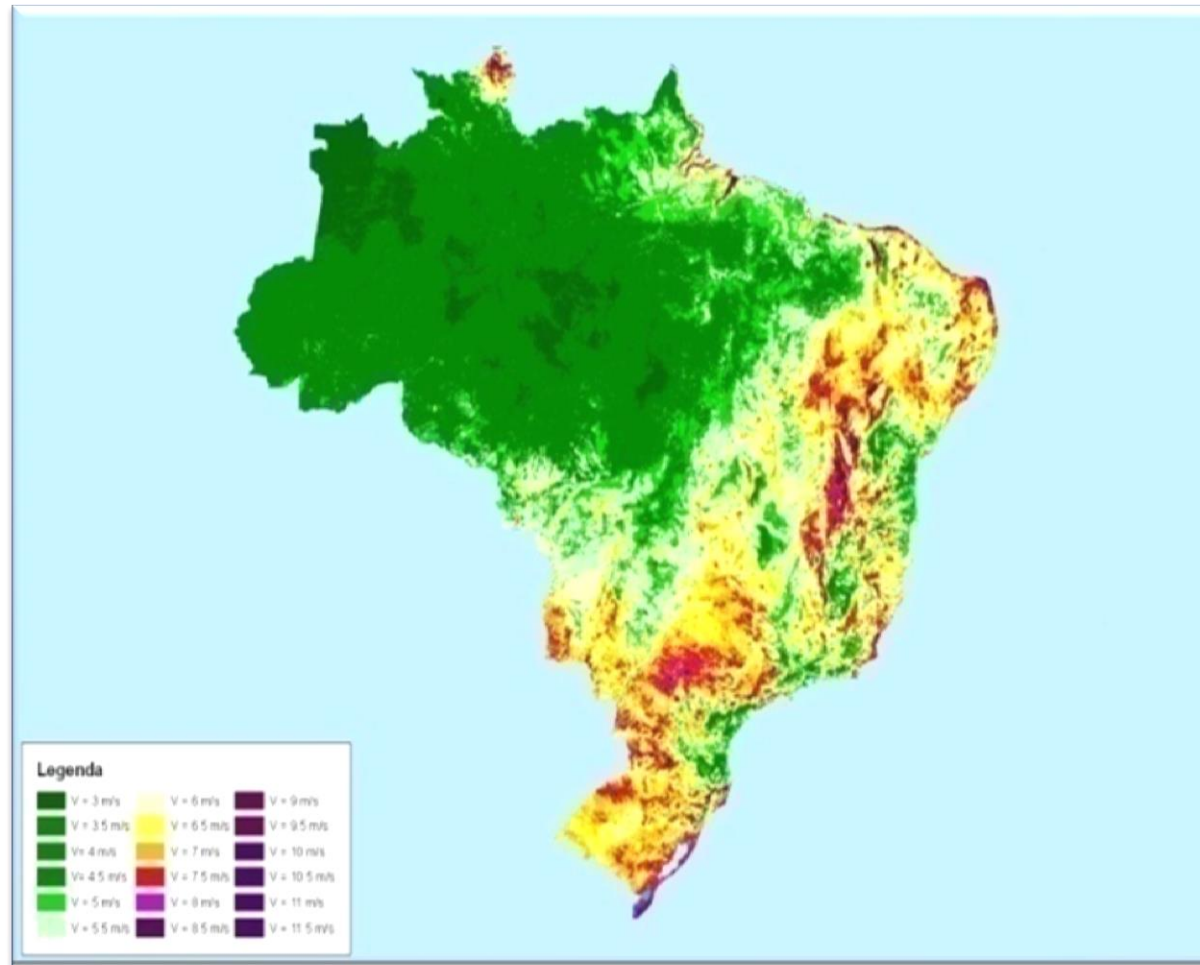 Legenda
V = 3 m/s
V = 3.5 m/s
V= 4 m/s
V= 4.5 m/s
V = 5 m/s
V = 5.5 m/s
V = 6 m/s
V = 6.5 m/s
V = 7 m/s
V = 7.5 m/s
V = 8 m/s
V = 8.5 m/s
V = 9 m/s
V = 9.5 m/s
V = 10 m/s
V = 10.5 m/s
V = 11 m/s
V = 11.5 m/s